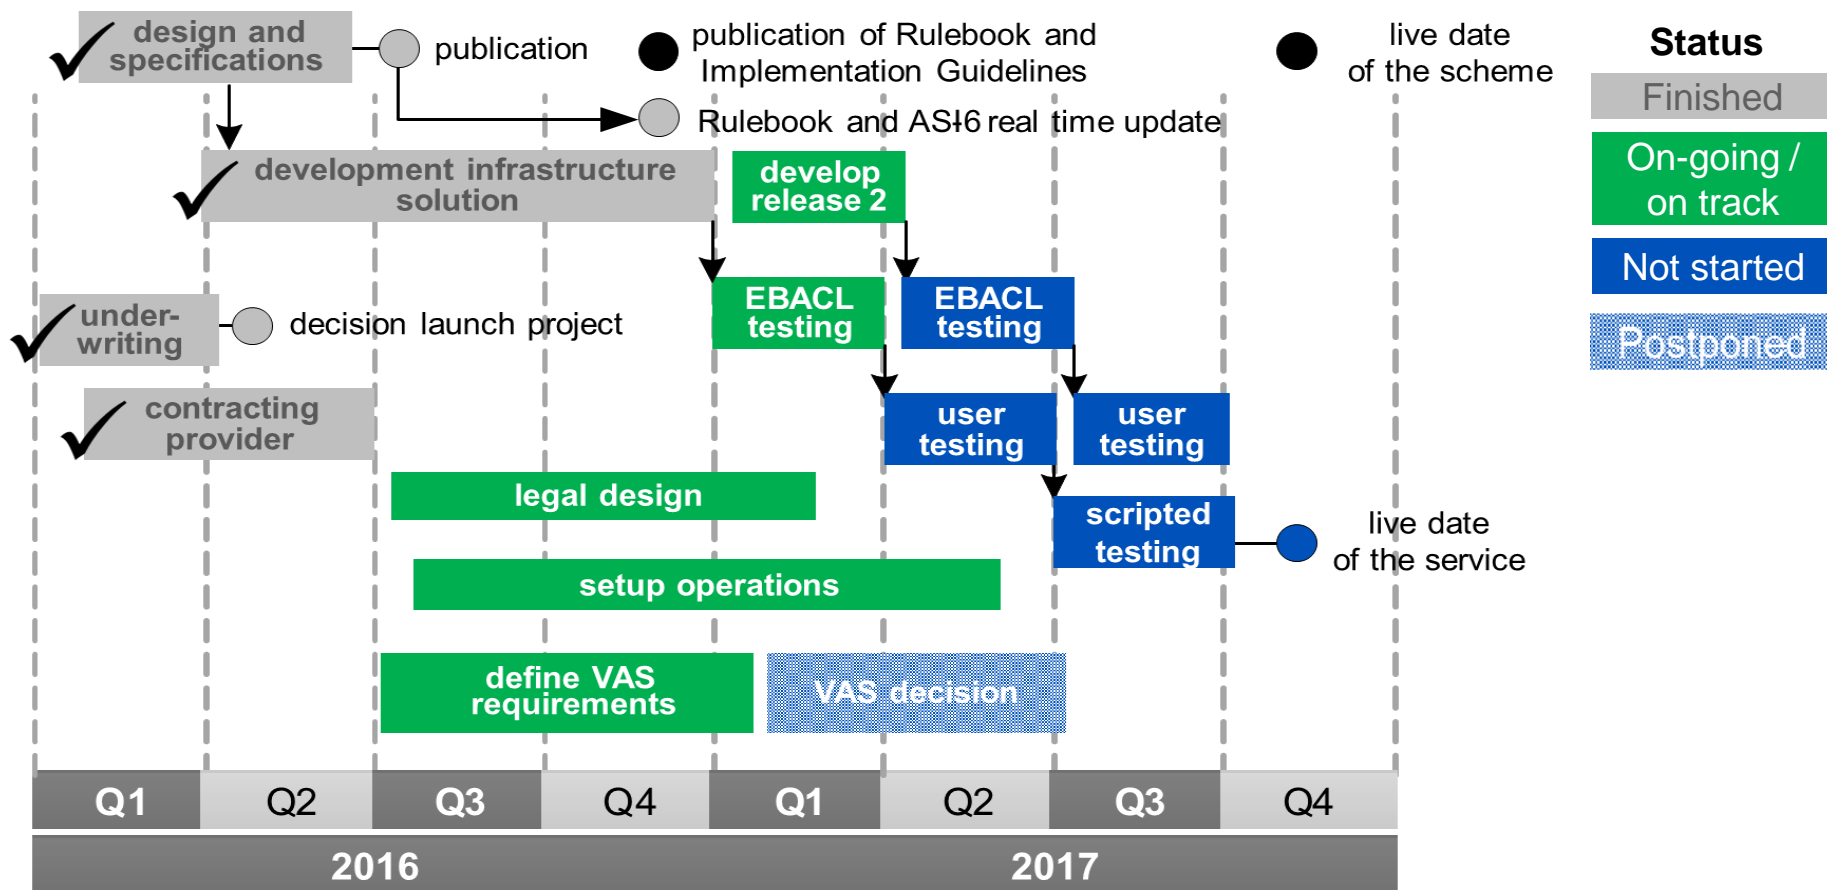 design and
specifications
publication
publication of Rulebook and
Implementation Guidelines
live date
of the scheme
Status
Finished
Rulebook and ASI-6 real time update
On-going /
on track
development infrastructure
solution
develop
release 2
Not started
EBACL
testing
EBACL
testing
under-
writing
decision launch project
Postponed
contracting
provider
user
testing
user
testing
legal design
scripted
testing
live date
of the service
setup operations
define VAS
requirements
VAS decision
Q1
Q2
Q3
Q4
Q1
Q2
Q3
Q4
2016
2017